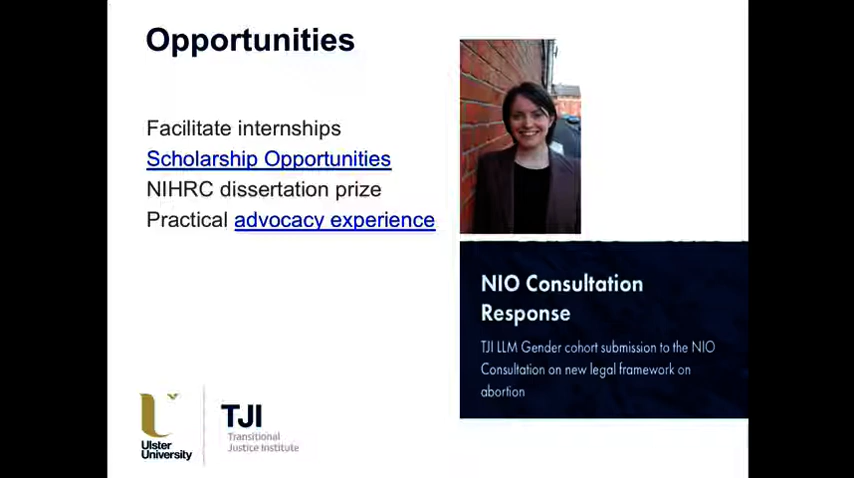 Opportunities
Facilitate internships
Scholarship Opportunities
NIHRC dissertation prize
Practical advocacy experience
NIO Consultation
Response
TJI LLM Gender cohort submission to the NIO
Consultation on new legal framework on
abortion
Ulster
University
TJI
Transitional
Justice Institute